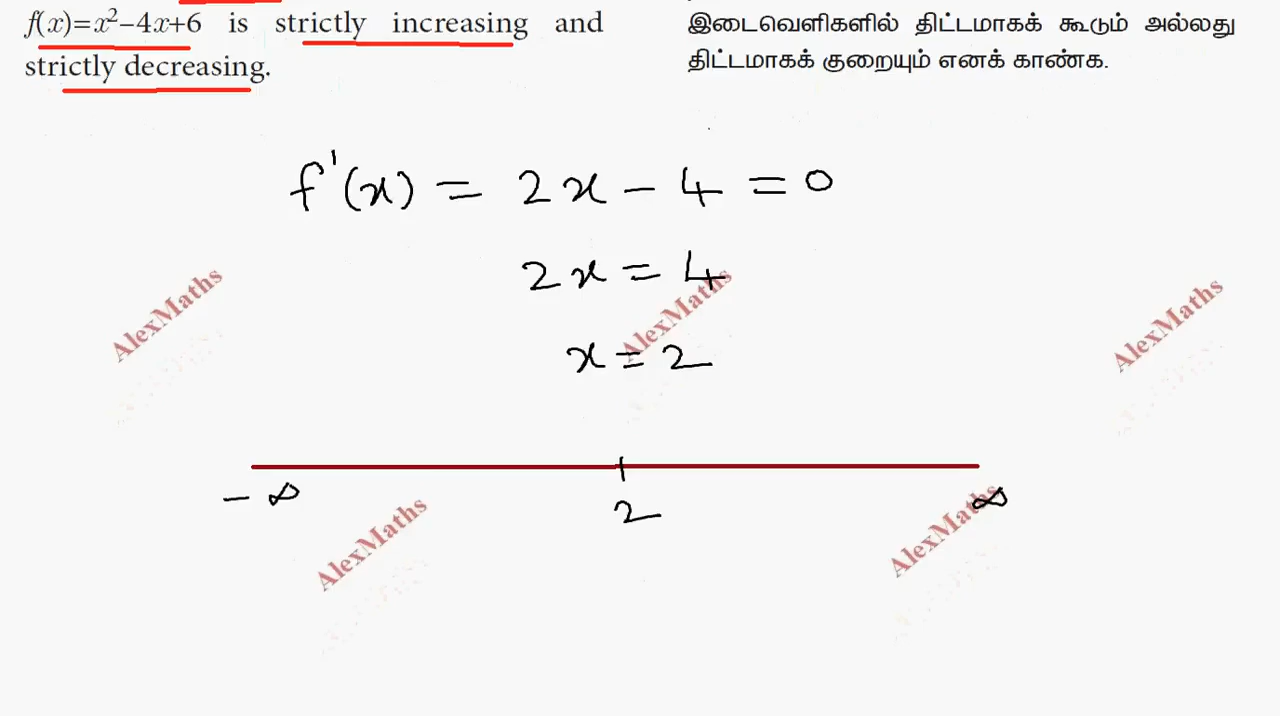 f(x)=x²–4x+6 is strictly increasing and
strictly decreasing.
இடைவெளிகளில் திட்டமாகக் கூடும் அல்லது
திட்டமாகக் குறையும் எனக் காண்க.
f'(x) = 2x – 4 = 0
2x = 4
x = 2
AlexMaths
AlexMaths
AlexMaths
– ∞
2
∞
AlexMaths
AlexMaths